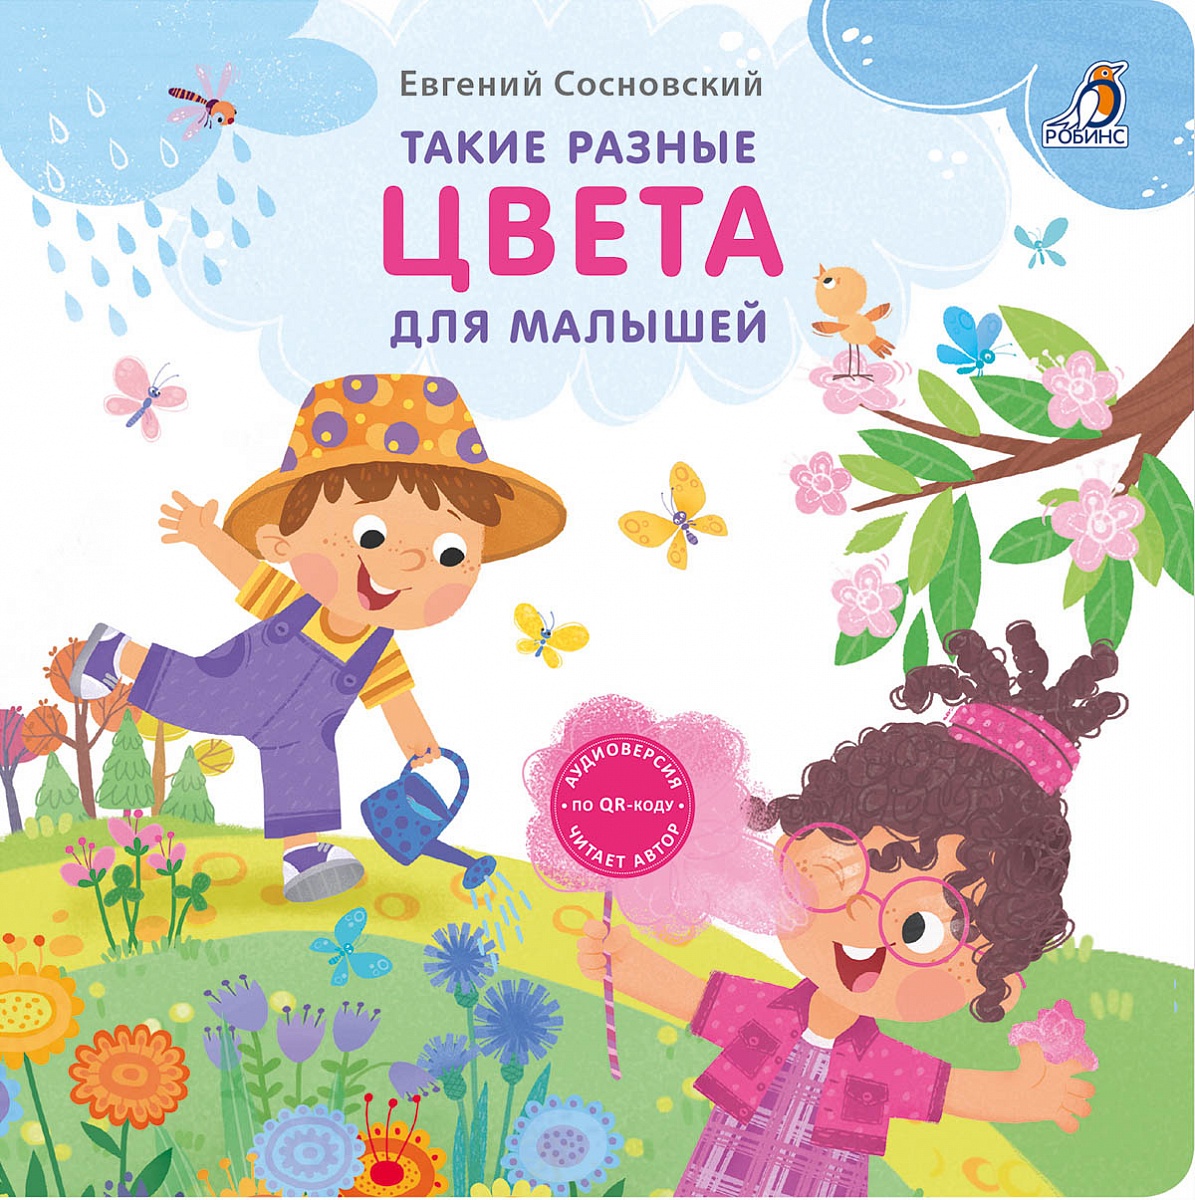 Евгений Сосновский
ТАКИЕ РАЗНЫЕ
ЦВЕТА
ДЛЯ МАЛЫШЕЙ
РОБИНС
АУДИОВЕРСИЯ
• ПО QR-КОДУ •
ЧИТАЕТ АВТОР